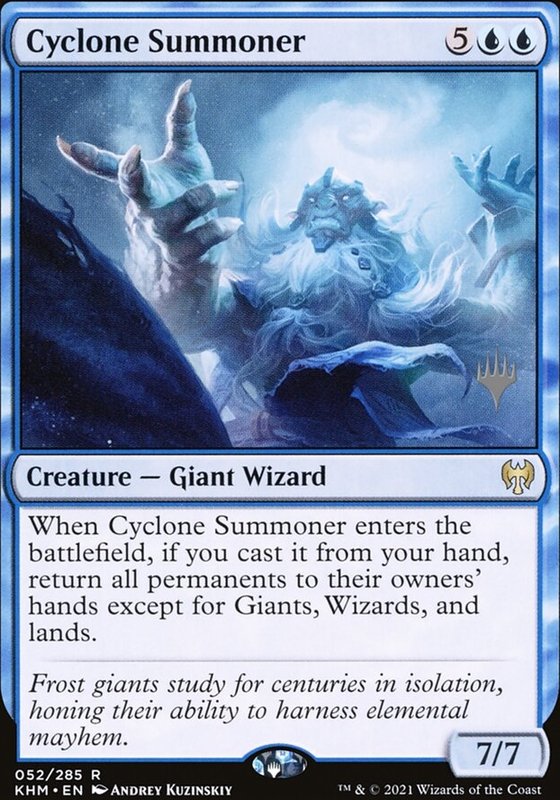 Cyclone Summoner 5
Creature — Giant Wizard
When Cyclone Summoner enters the
battlefield, if you cast it from your hand,
return all permanents to their owners'
hands except for Giants, Wizards, and
lands.
Frost giants study for centuries in isolation,
honing their ability to harness elemental
mayhem.
7/7
052/285 R
KHM • EN Andrey Kuzinskiy
™ & © 2021 Wizards of the Coast